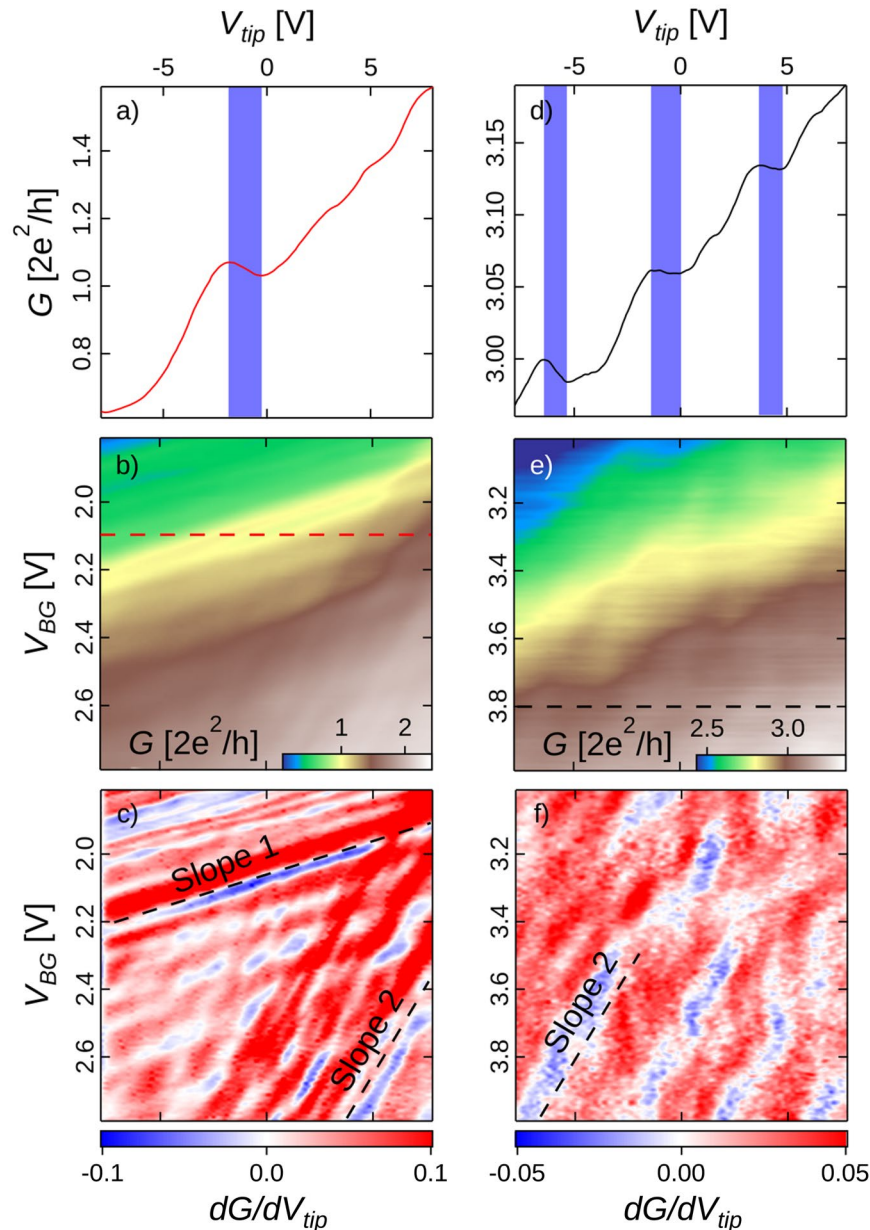 V_tip [V]
-5 0 5
a)
G [2e²/h]
1.4
1.2
1.0
0.8
V_tip [V]
-5 0 5
d)
3.15
3.10
3.05
3.00
b)
V_BG [V]
2.0
2.2
2.4
2.6
G [2e²/h]
1 2
e)
3.2
3.4
3.6
3.8
G [2e²/h]
2.5 3.0
c)
Slope 1
Slope 2
V_BG [V]
2.0
2.2
2.4
2.6
-0.1 0.0 0.1
dG/dV_tip
f)
Slope 2
3.2
3.4
3.6
3.8
-0.05 0.00 0.05
dG/dV_tip